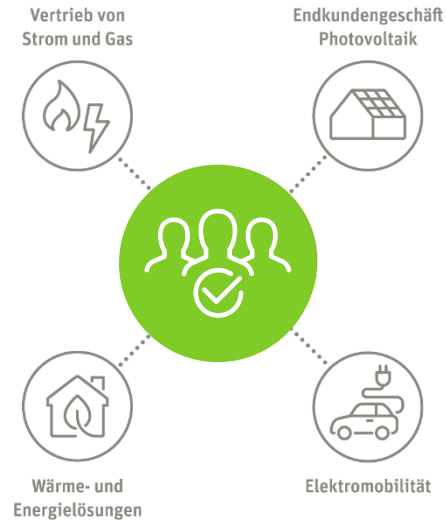 Vertrieb von
Strom und Gas
Endkundengeschäft
Photovoltaik
Wärme- und
Energielösungen
Elektromobilität